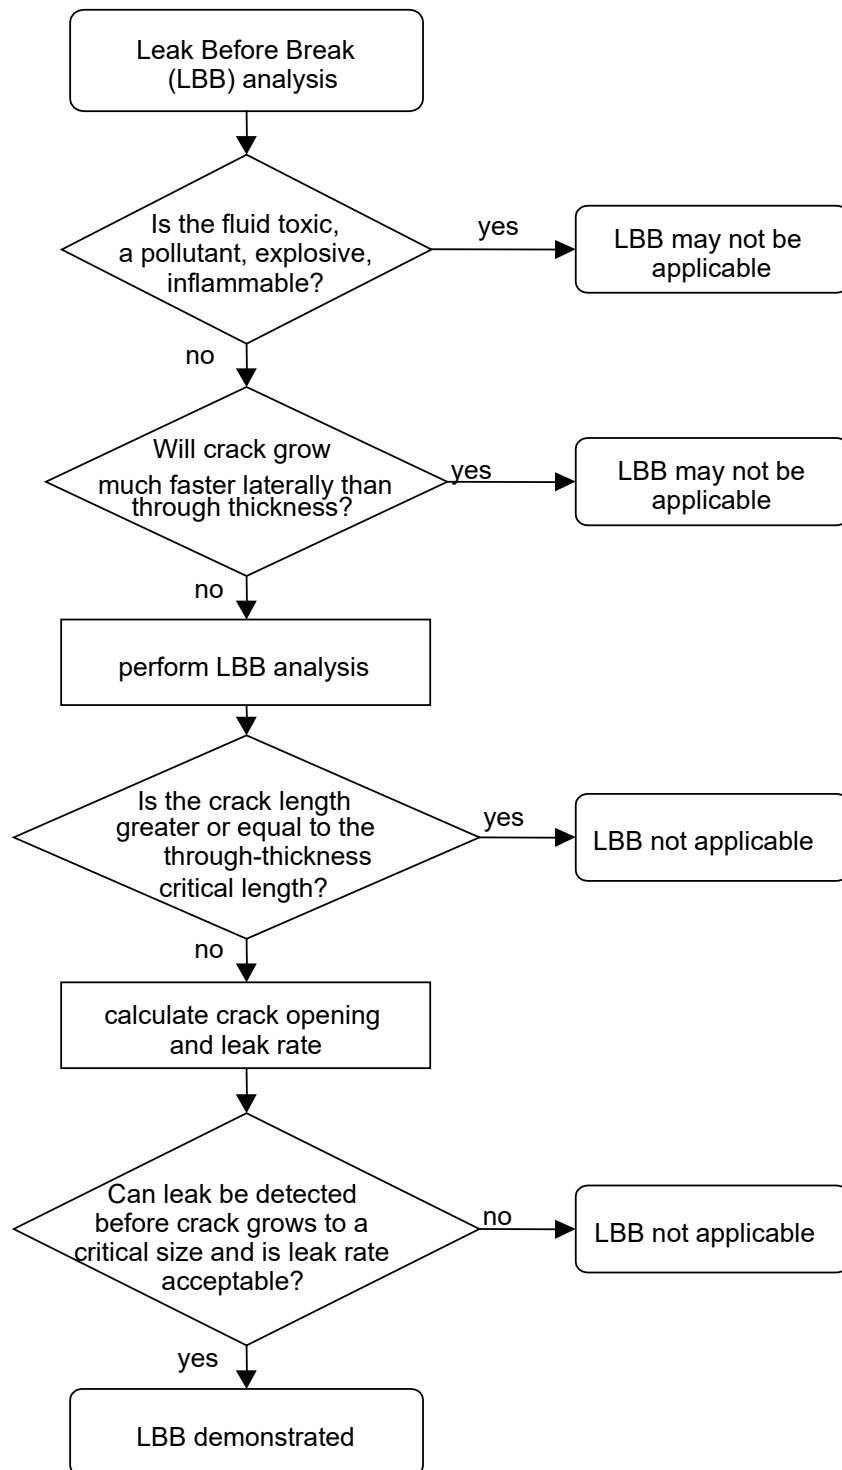 Leak Before Break
(LBB) analysis
Is the fluid toxic,
a pollutant, explosive,
inflammable?
yes
LBB may not be
applicable
no
Will crack grow
much faster laterally than
through thickness?
yes
LBB may not be
applicable
no
perform LBB analysis
Is the crack length
greater or equal to the
through-thickness
critical length?
yes
LBB not applicable
no
calculate crack opening
and leak rate
Can leak be detected
before crack grows to a
critical size and is leak rate
acceptable?
no
LBB not applicable
yes
LBB demonstrated